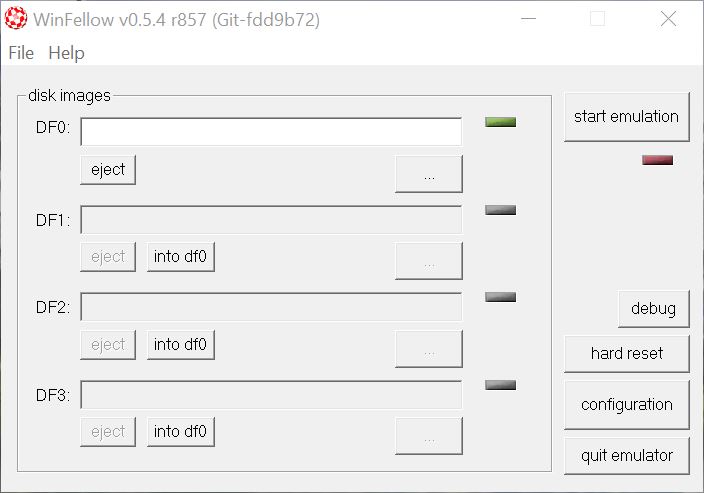 WinFellow v0.5.4 r857 (Git-fdd9b72)
File Help
disk images
DF0:
eject
...
DF1:
eject
into df0
...
DF2:
eject
into df0
...
DF3:
eject
into df0
...
start emulation
debug
hard reset
configuration
quit emulator